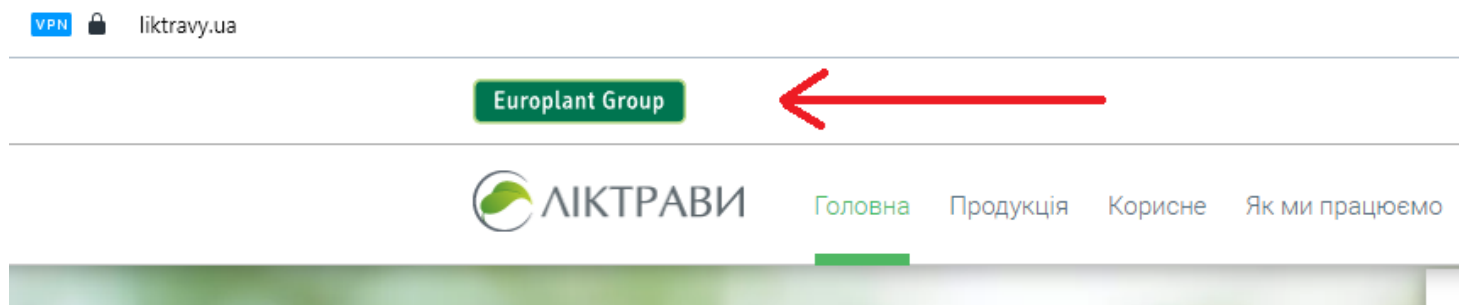 VPN liktravy.ua
Europlant Group
ЛІКТРАВИ Головна Продукція Корисне Як ми працюємо